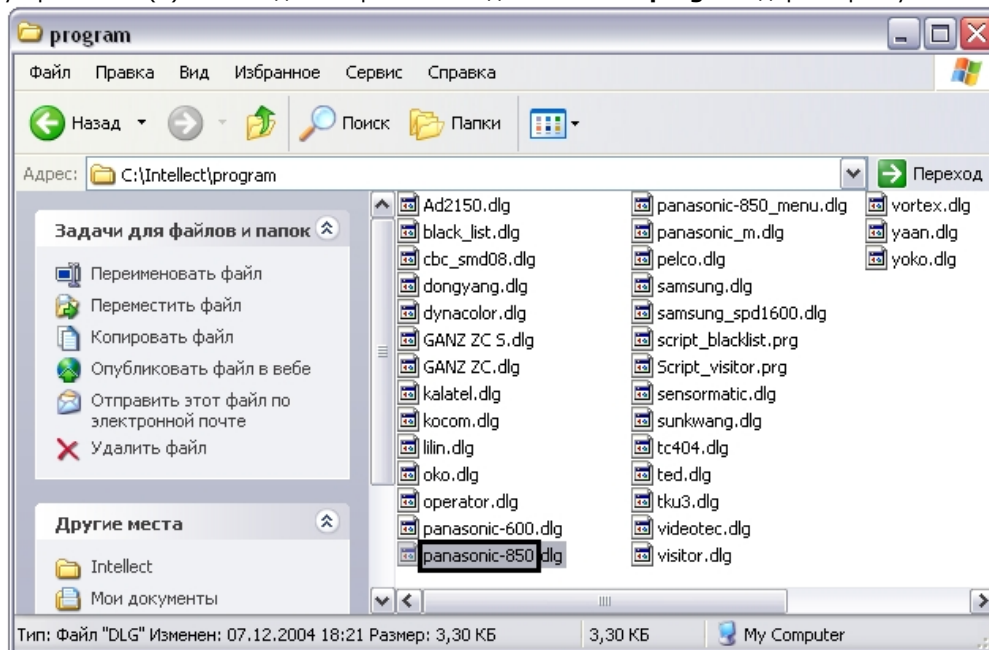 program
Файл Правка Вид Избранное Сервис Справка
Назад Поиск Папки
Адрес: C:\Intellect\program Переход
Задачи для файлов и папок
Переименовать файл
Переместить файл
Копировать файл
Опубликовать файл в вебе
Отправить этот файл по
электронной почте
Удалить файл
Другие места
Intellect
Мои документы
Ad2150.dlg
black_list.dlg
cbc_smd08.dlg
dongyang.dlg
dynacolor.dlg
GANZ ZC S.dlg
GANZ ZC.dlg
kalatel.dlg
kocom.dlg
lilin.dlg
oko.dlg
operator.dlg
panasonic-600.dlg
panasonic-850.dlg
panasonic-850_menu.dlg
panasonic_m.dlg
pelco.dlg
samsung.dlg
samsung_spd1600.dlg
script_blacklist.prg
Script_visitor.prg
sensormatic.dlg
sunkwang.dlg
tc404.dlg
ted.dlg
tku3.dlg
videotec.dlg
visitor.dlg
vortex.dlg
yaan.dlg
yoko.dlg
Тип: Файл "DLG" Изменен: 07.12.2004 18:21 Размер: 3,30 КБ 3,30 КБ My Computer